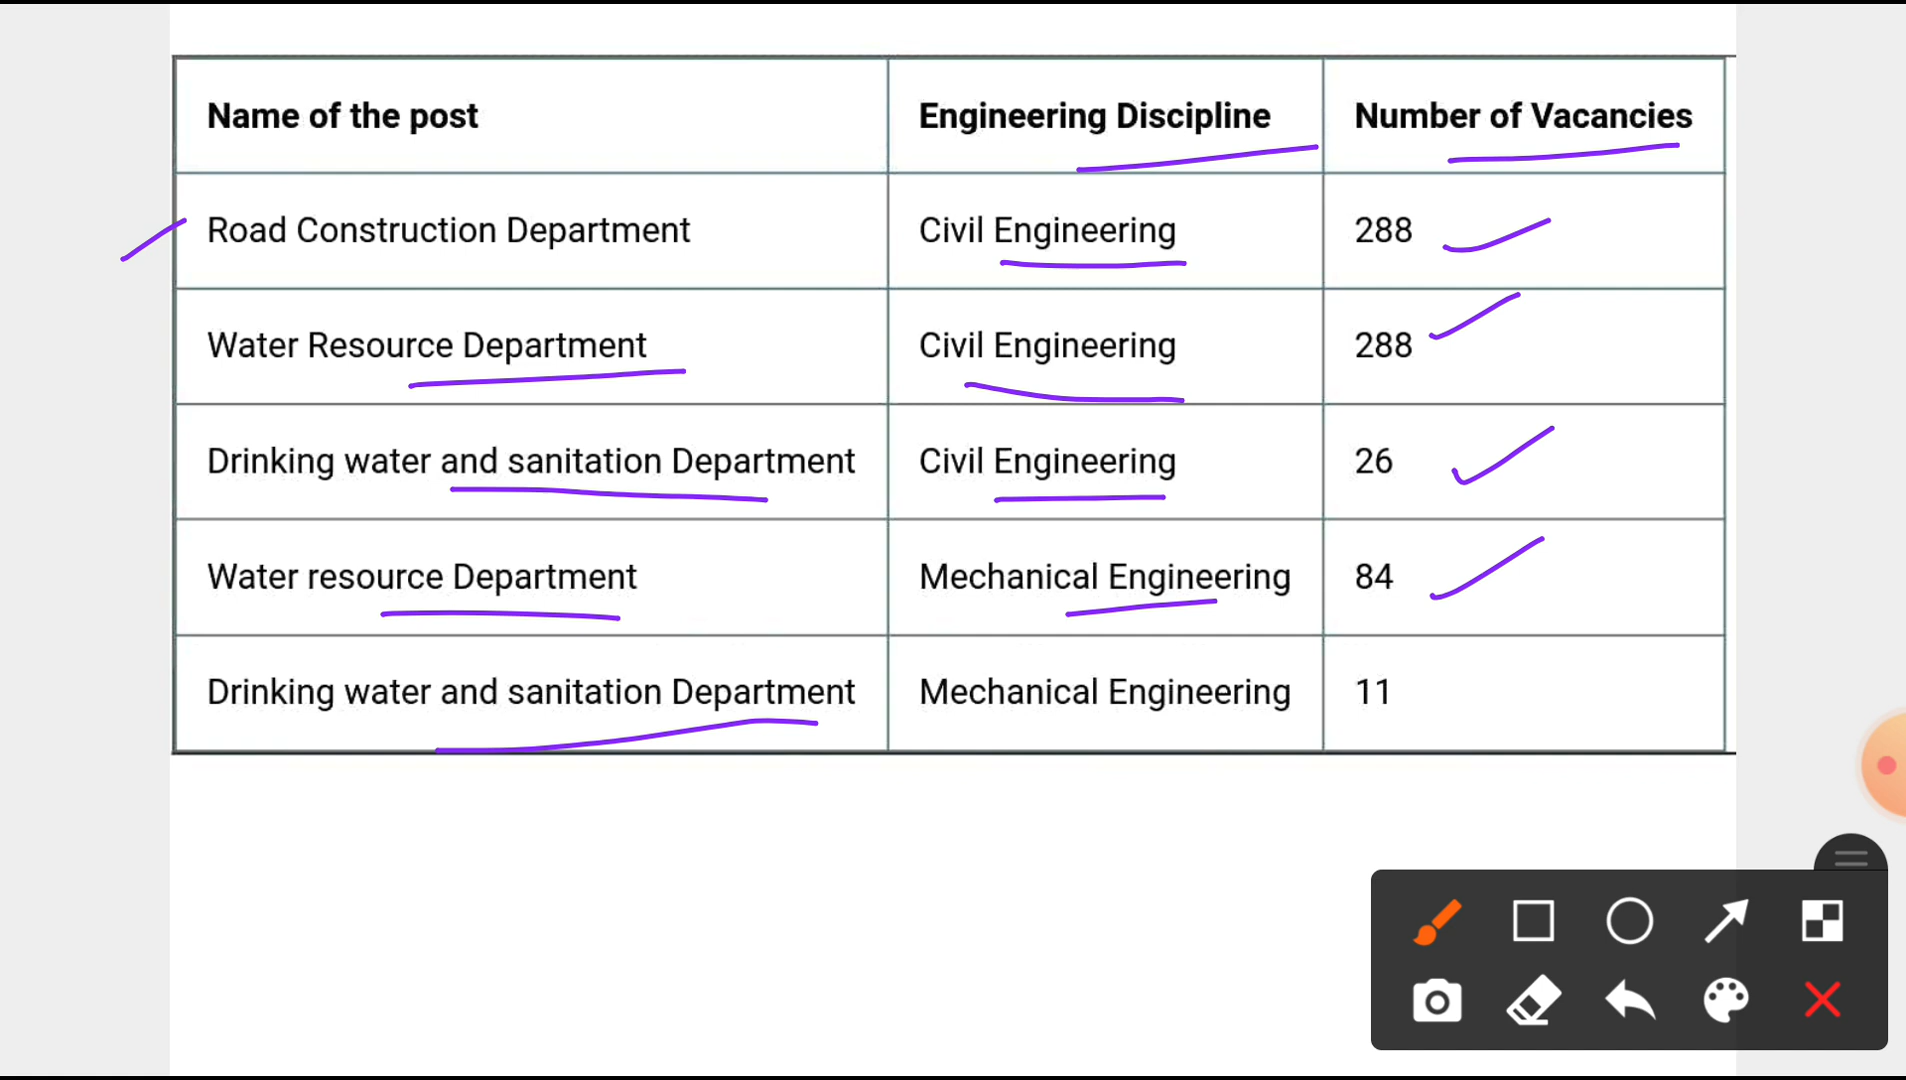 Name of the post Engineering Discipline Number of Vacancies
Road Construction Department Civil Engineering 288
Water Resource Department Civil Engineering 288
Drinking water and sanitation Department Civil Engineering 26
Water resource Department Mechanical Engineering 84
Drinking water and sanitation Department Mechanical Engineering 11